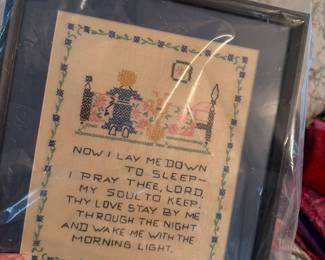 NOW I LAY ME DOWN
TO SLEEP—
I PRAY THEE, LORD,
MY SOUL TO KEEP.
THY LOVE STAY BY ME
THROUGH THE NIGHT
AND WAKE ME WITH THE
MORNING LIGHT.